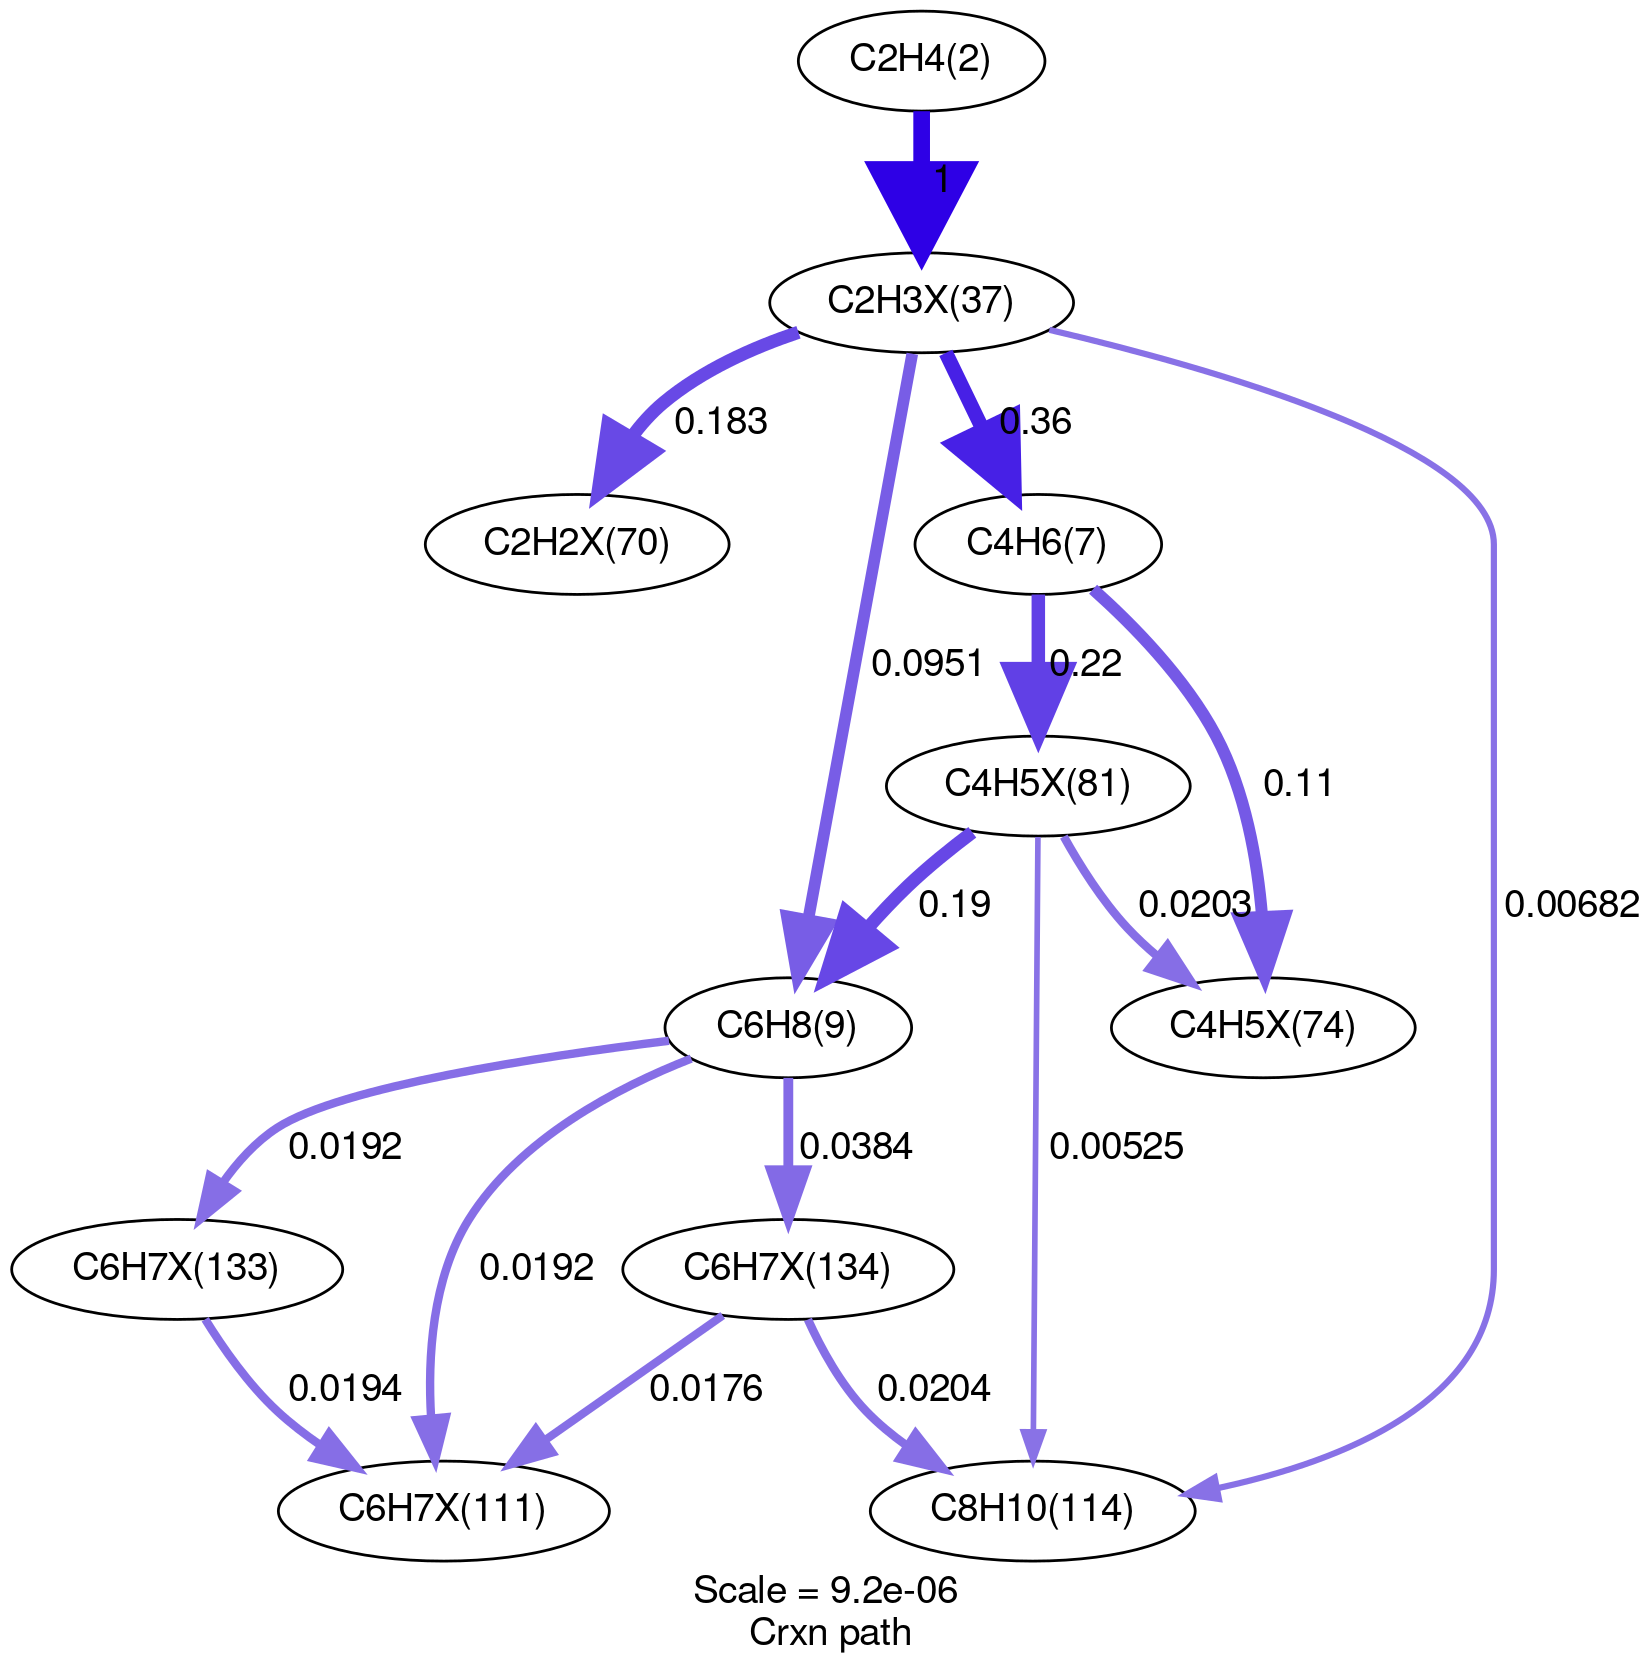 C2H4(2)
1
C2H3X(37)
0.183
0.36
C2H2X(70)
C4H6(7)
0.0951
0.22
C4H5X(81)
0.11
0.19
0.0203
0.00682
C6H8(9)
C4H5X(74)
0.0192
0.0384
0.00525
C6H7X(133)
0.0192
C6H7X(134)
0.0194
0.0176
0.0204
C6H7X(111)
C8H10(114)
Scale = 9.2e-06
Crxn path